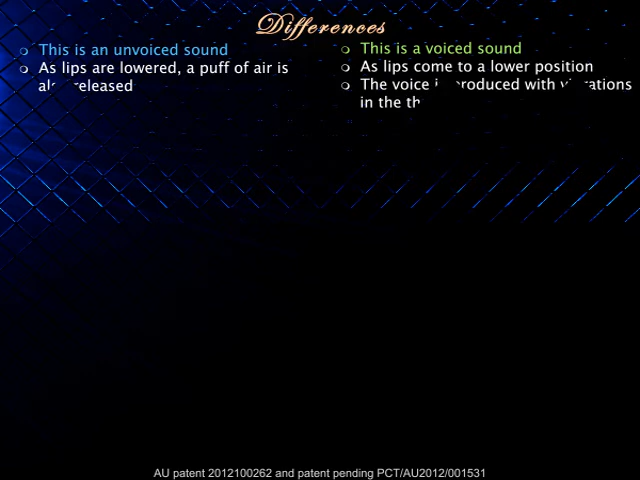 Differences
This is an unvoiced sound
As lips are lowered, a puff of air is
released
This is a voiced sound
As lips come to a lower position
The voice with
in the
AU patent 2012100262 and patent pending PCT/AU2012/001531